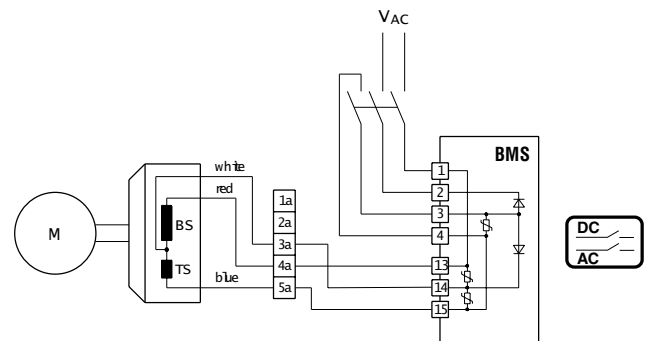 VAC
BMS
white
red
1
2
3
4
1a
2a
3a
4a
5a
BS
TS
M
blue
13
14
15
DC
AC